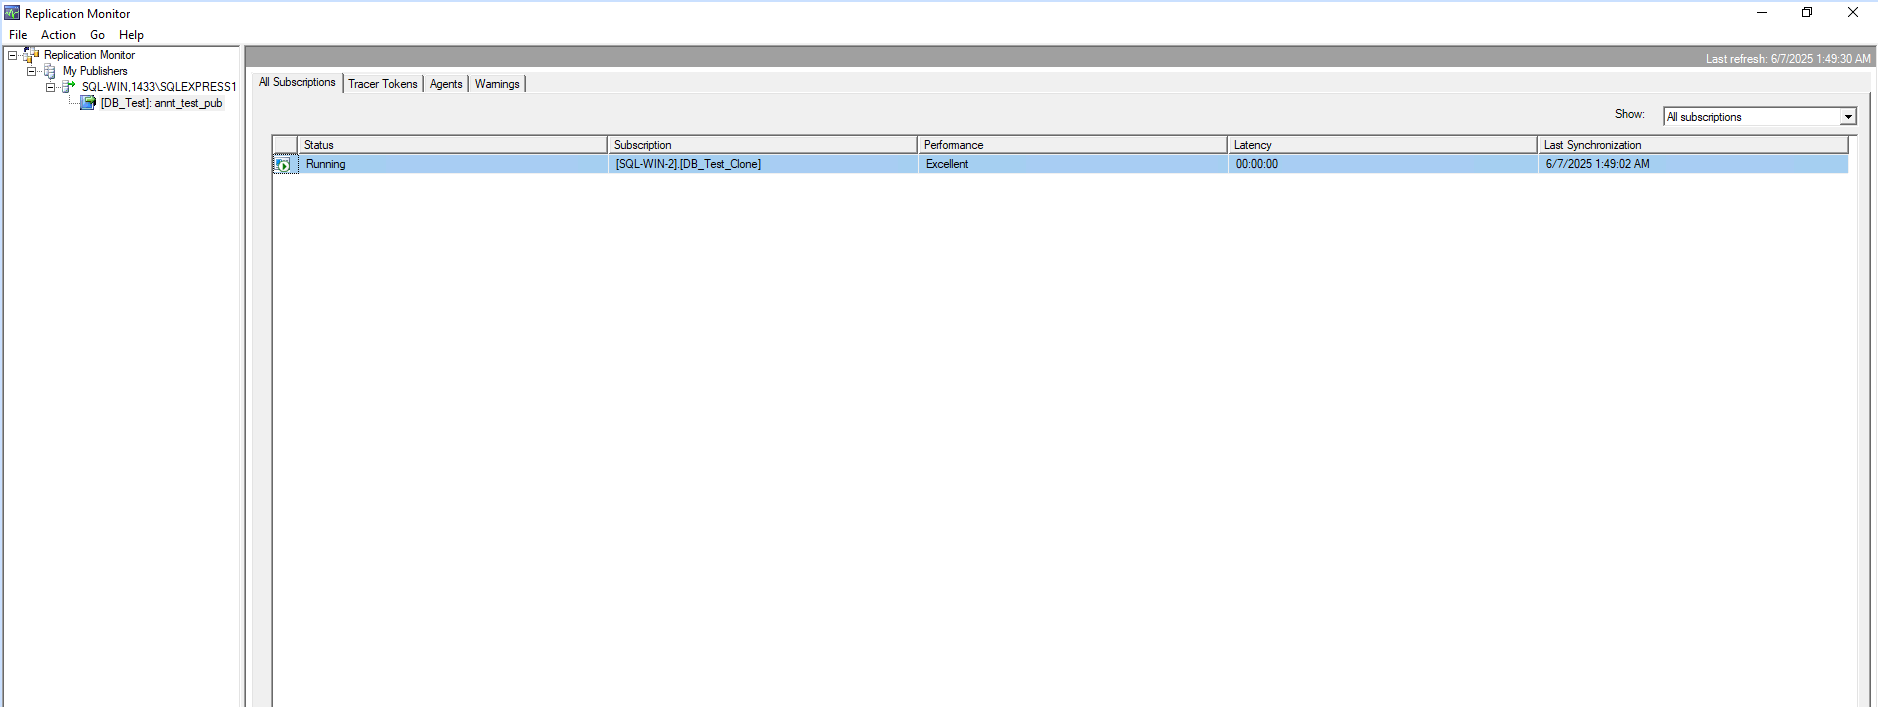 Replication Monitor
File Action Go Help
Replication Monitor
My Publishers
SQL-WIN,1433\SQLEXPRESS1
[DB_Test]: annt_test_pub
Last refresh: 6/7/2025 1:49:30 AM
All Subscriptions Tracer Tokens Agents Warnings
Show: All subscriptions
Status Subscription Performance Latency Last Synchronization
Running [SQL-WIN-2].[DB_Test_Clone] Excellent 00:00:00 6/7/2025 1:49:02 AM